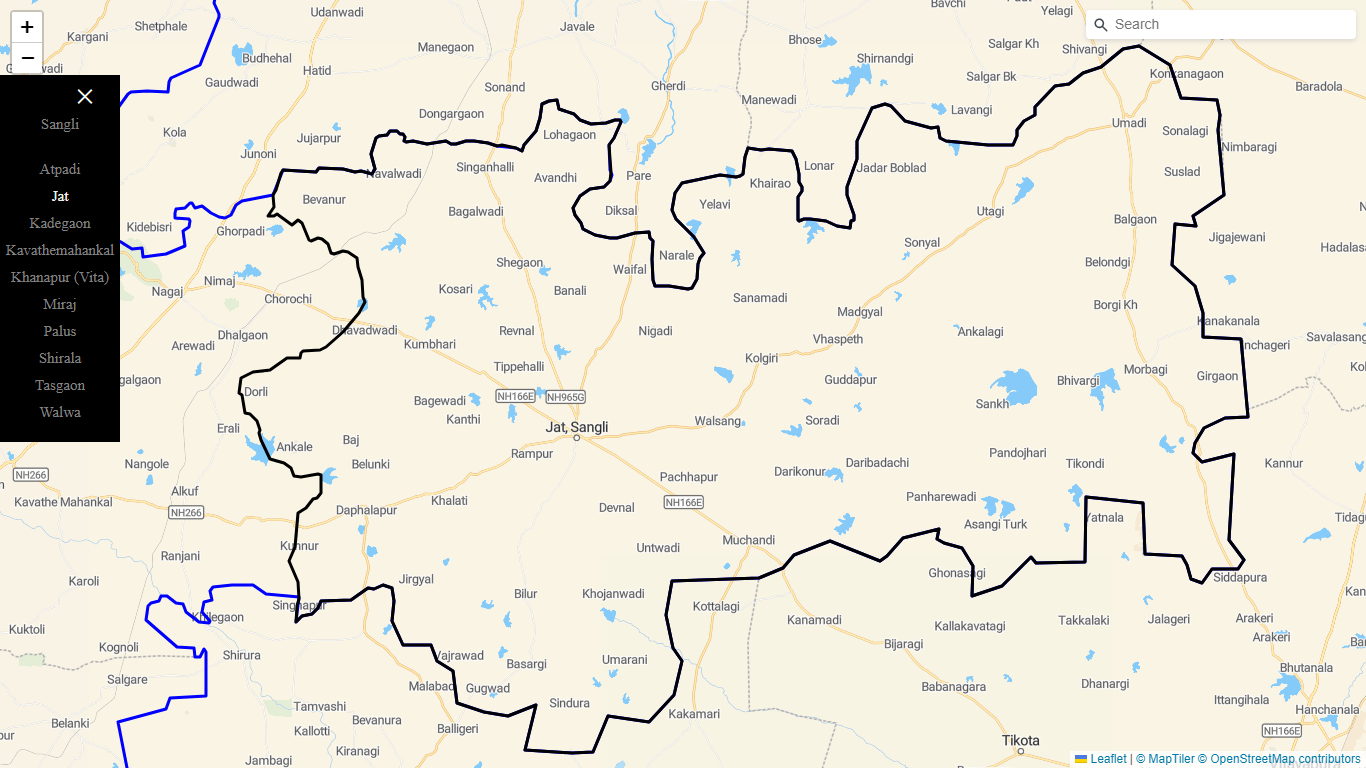 +
−
Search
Sangli
Atpadi
Jat
Kadegaon
Kavathemahankal
Khanapur (Vita)
Miraj
Palus
Shirala
Tasgaon
Walwa
Shetphale
Udanwadi
Javale
Bavchi
Yelagi
Kargani
Manegaon
Bhose
Salgar Kh
Shivangi
Budhehal
Hatid
Shirnandgi
Gaudwadi
Sonand
Gherdi
Salgar Bk
Konkanagaon
Baradola
Manewadi
Dongargaon
Lavangi
Umadi
Sonalagi
Kola
Jujarpur
Lohagaon
Nimbaragi
Junoni
Navalwadi
Singanhalli
Avandhi
Pare
Khairao
Lonar
Jadar Boblad
Suslad
Bevanur
Bagalwadi
Diksal
Yelavi
Utagi
Balgaon
Kidebisri
Ghorpadi
Sonyal
Jigajewani
Shegaon
Waifal
Narale
Belondgi
Nagaj
Nimaj
Chorochi
Kosari
Banali
Sanamadi
Madgyal
Borgi Kh
Dhalgaon
Dhavadwadi
Revnal
Nigadi
Ankalagi
Kanakanala
Arewadi
Kumbhari
Vhaspeth
Savalasang
Tippehalli
Kolgiri
Morbagi
Girgaon
Guddapur
Bhivargi
Dorli
NH166E
NH965G
Bagewadi
Sankh
Kanthi
Walsang
Soradi
Erali
Jat, Sangli
Ankale
Baj
Rampur
Pandojhari
Nangole
Belunki
Daribadachi
Tikondi
Kannur
NH266
Pachhapur
Darikonur
Alkuf
Kavathe Mahankal
Khalati
NH166E
Panharewadi
NH266
Daphalapur
Devnal
Asangi Turk
Yatnala
Ranjani
Kunnur
Untwadi
Muchandi
Karoli
Jirgyal
Ghonasagi
Siddapura
Bilur
Khojanwadi
Singnapur
Kottalagi
Khilegaon
Kanamadi
Kallakavatagi
Takkalaki
Jalageri
Arakeri
Kuktoli
Arakeri
Kognoli
Bijaragi
Shirura
Vajrawad
Basargi
Umarani
Bhutanala
Salgare
Malabad
Gugwad
Babanagara
Dhanargi
Ittangihala
Tamvashi
Sindura
Hanchanala
Belanki
Bevanura
Kakamari
Kallotti
Balligeri
NH166E
Kiranagi
Tikota
Jambagi
Leaflet | © MapTiler © OpenStreetMap contributors